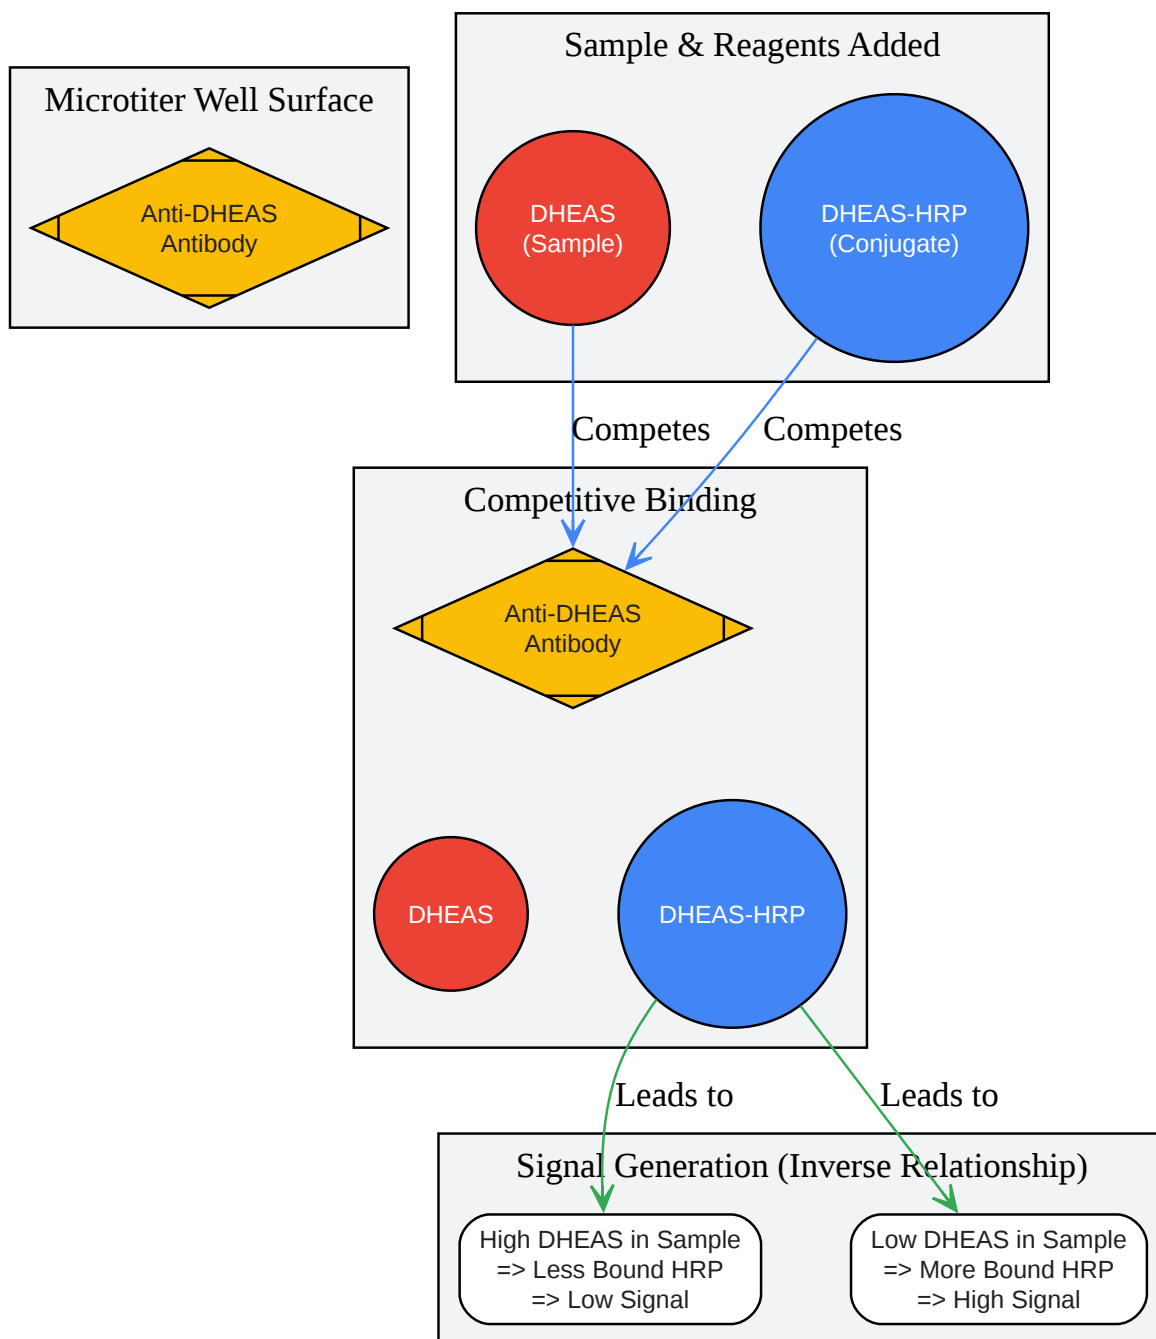 Microtiter Well Surface
Anti-DHEAS
Antibody
Sample & Reagents Added
DHEAS
(Sample)
DHEAS-HRP
(Conjugate)
Competes
Competes
Competitive Binding
Anti-DHEAS
Antibody
DHEAS
DHEAS-HRP
Leads to
Leads to
Signal Generation (Inverse Relationship)
High DHEAS in Sample
=> Less Bound HRP
=> Low Signal
Low DHEAS in Sample
=> More Bound HRP
=> High Signal